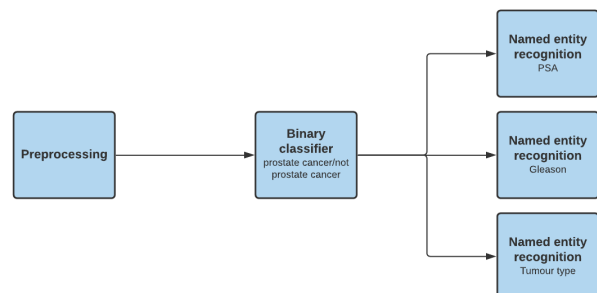 Preprocessing
Binary
classifier
prostate cancer/not
prostate cancer
Named entity
recognition
PSA
Named entity
recognition
Gleason
Named entity
recognition
Tumour type